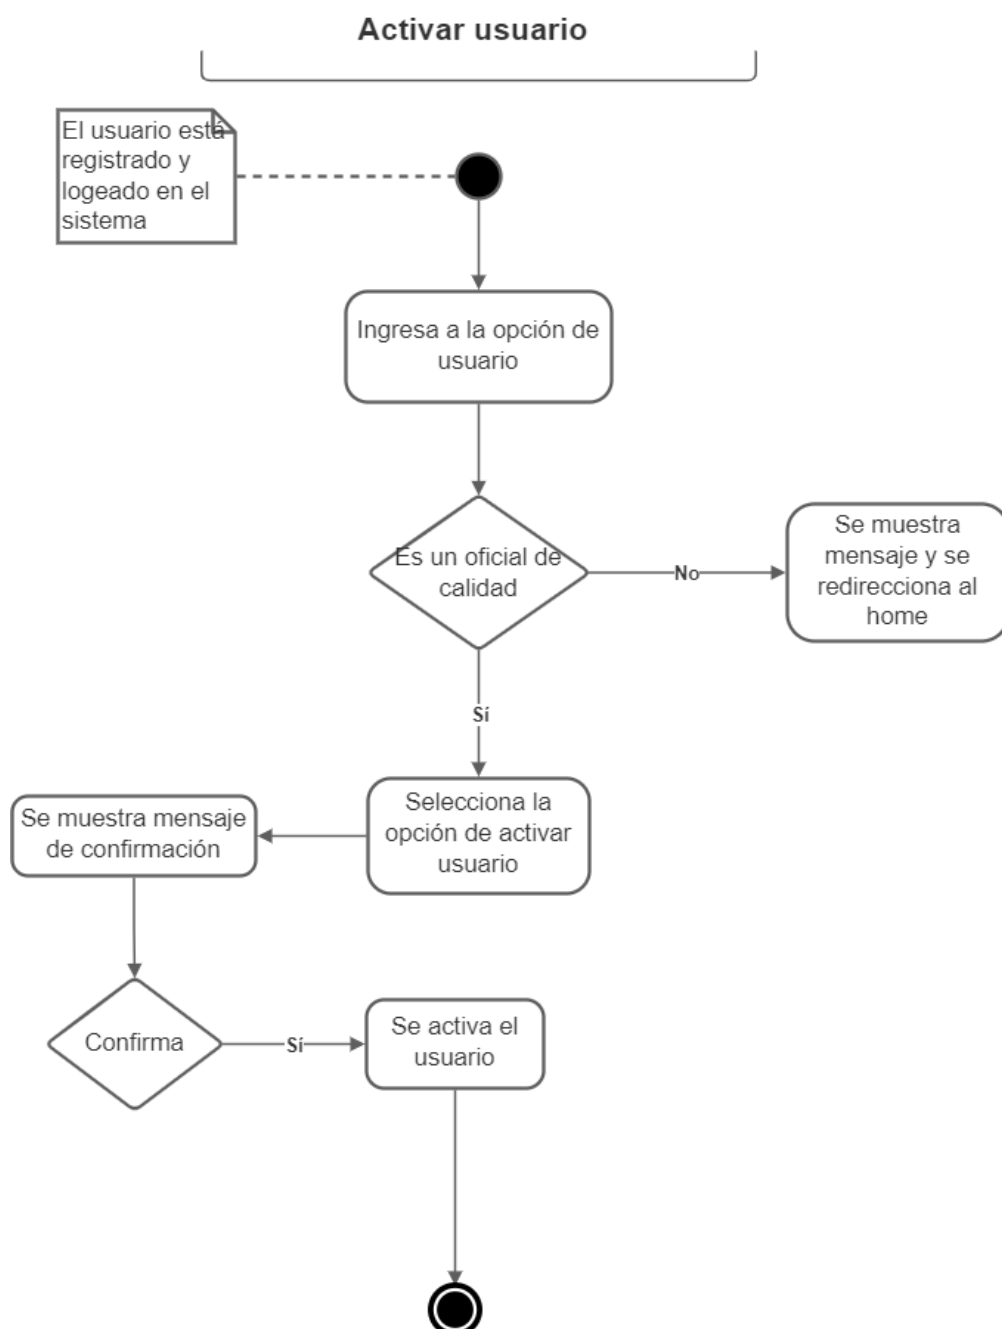 Activar usuario
El usuario está
registrado y
logeado en el
sistema
Ingresa a la opción de
usuario
Es un oficial de
calidad
No
Se muestra
mensaje y se
redirecciona al
home
Sí
Selecciona la
opción de activar
usuario
Se muestra mensaje
de confirmación
Confirma
Sí
Se activa el
usuario